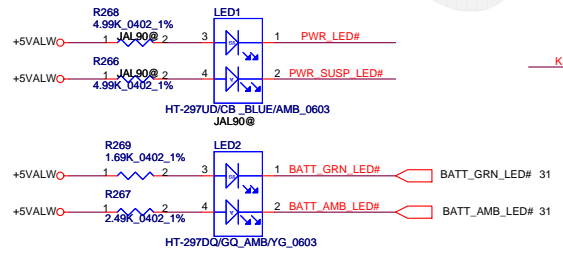 R268
4.99K_0402_1%
JAL90@
LED1
+5VALW
1
2
3
1
PWR_LED#
R266
JAL90@
4.99K_0402_1%
+5VALW
1
2
4
2
PWR_SUSP_LED#
K
HT-297UD/CB _BLUE/AMB_0603
JAL90@
R269
1.69K_0402_1%
LED2
+5VALW
1
2
3
1
BATT_GRN_LED#
BATT_GRN_LED# 31
R267
+5VALW
1
2
2.49K_0402_1%
4
2
BATT_AMB_LED#
BATT_AMB_LED# 31
HT-297DQ/GQ_AMB/YG_0603